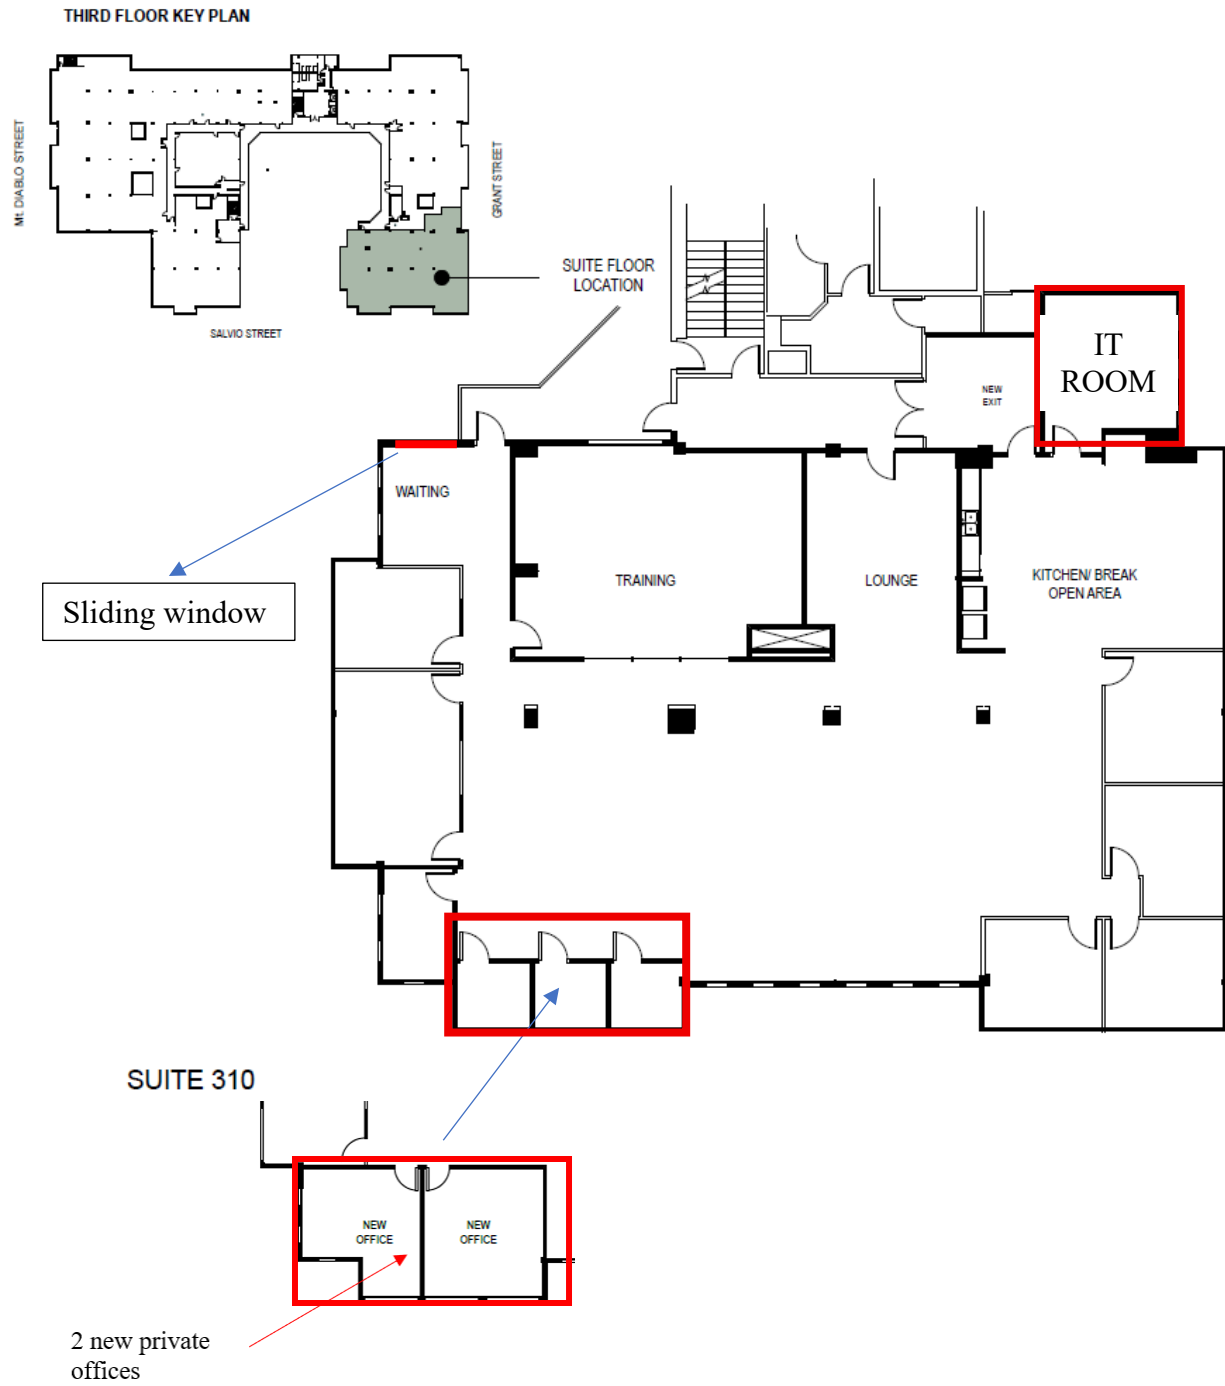 THIRD FLOOR KEY PLAN
Mt. DIABLO STREET
GRANT STREET
SUITE FLOOR
LOCATION
SALVIO STREET
IT
ROOM
NEW
EXIT
WAITING
Sliding window
TRAINING
LOUNGE
KITCHEN/ BREAK
OPEN AREA
SUITE 310
NEW
OFFICE
NEW
OFFICE
2 new private
offices